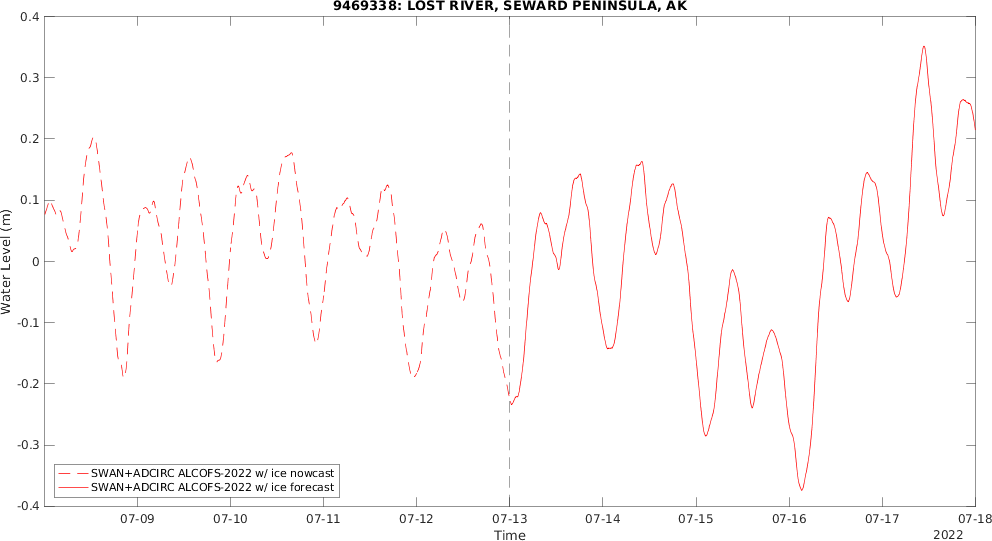 9469338: LOST RIVER, SEWARD PENINSULA, AK
0.4
0.3
0.2
0.1
0
-0.1
-0.2
-0.3
-0.4
Water Level (m)
SWAN+ADCIRC ALCOFS-2022 w/ ice nowcast
SWAN+ADCIRC ALCOFS-2022 w/ ice forecast
07-09 07-10 07-11 07-12 07-13 07-14 07-15 07-16 07-17 07-18
Time
2022